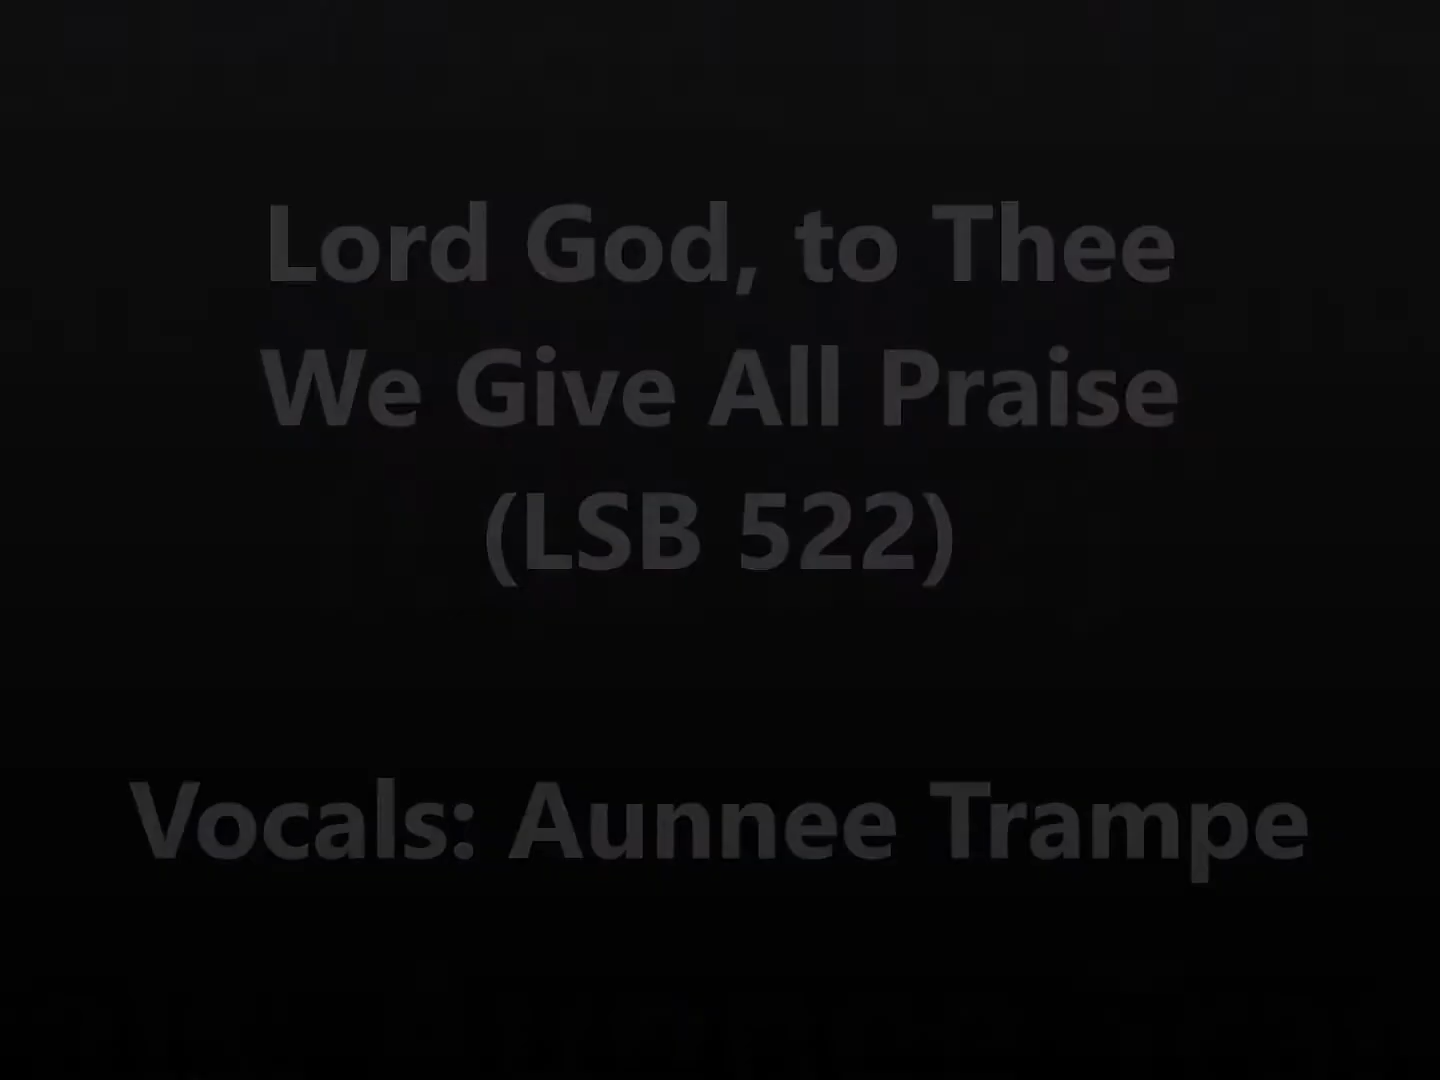 Lord God, to Thee
We Give All Praise
(LSB 522)
Vocals: Aunnee Trampe